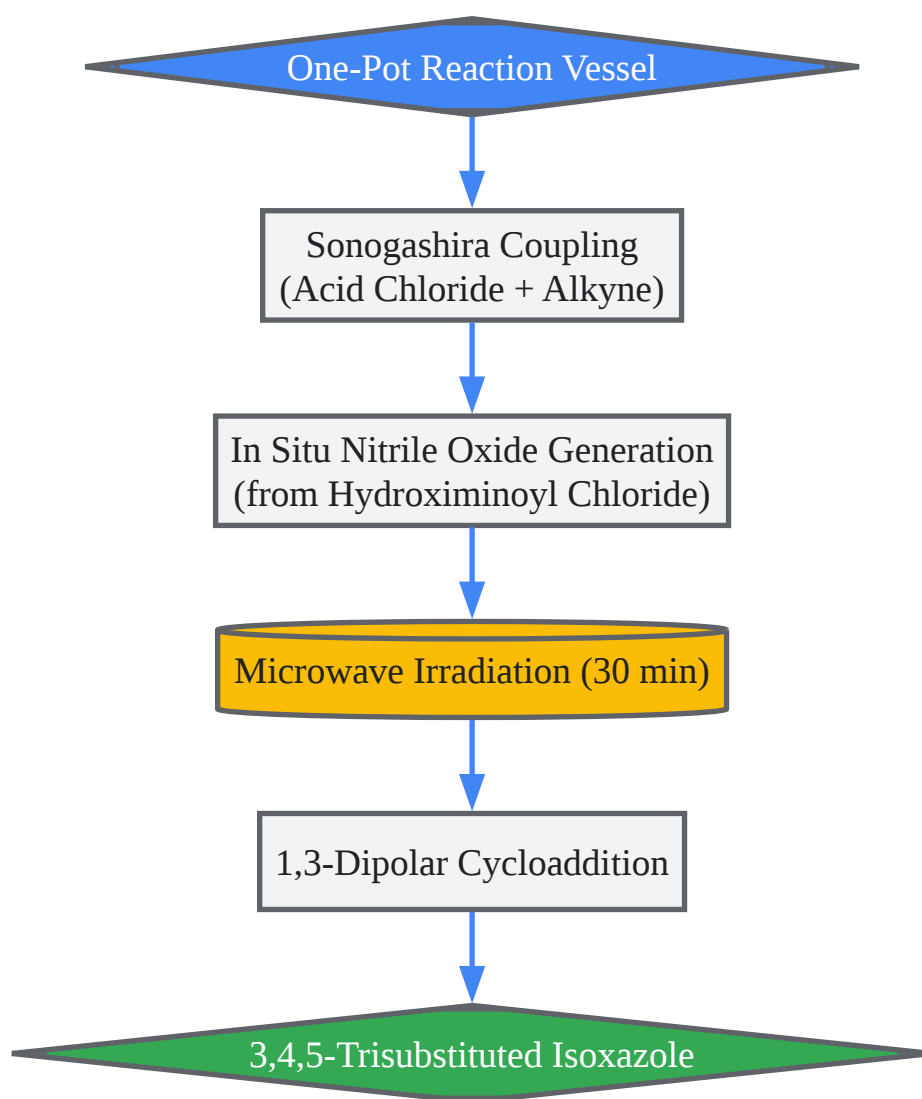 One-Pot Reaction Vessel
Sonogashira Coupling
(Acid Chloride + Alkyne)
In Situ Nitrile Oxide Generation
(from Hydroximinoyl Chloride)
Microwave Irradiation (30 min)
1,3-Dipolar Cycloaddition
3,4,5-Trisubstituted Isoxazole